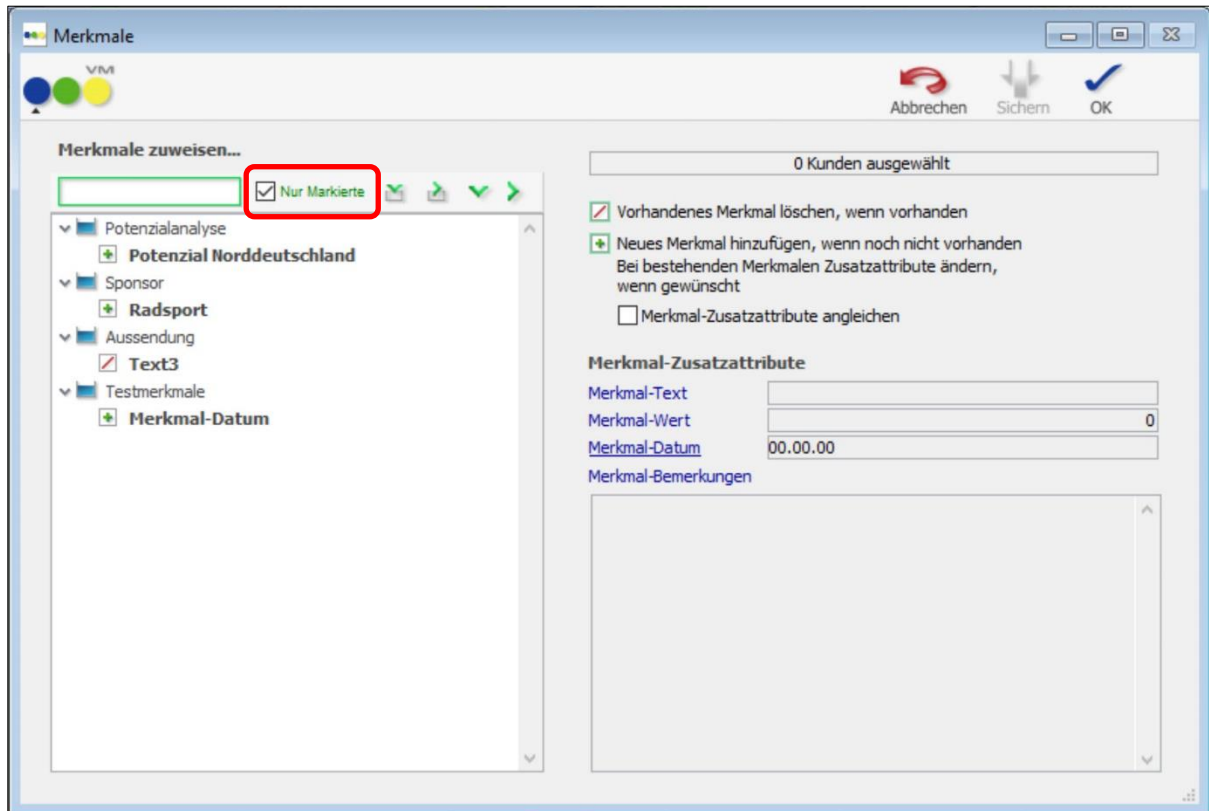 Merkmale
VM
Abbrechen
Sichern
OK
Merkmale zuweisen...
Nur Markierte
Potenzialanalyse
Potenzial Norddeutschland
Sponsor
Radsport
Aussendung
Text3
Testmerkmale
Merkmal-Datum
0 Kunden ausgewählt
Vorhandenes Merkmal löschen, wenn vorhanden
Neues Merkmal hinzufügen, wenn noch nicht vorhanden
Bei bestehenden Merkmalen Zusatzattribute ändern,
wenn gewünscht
Merkmal-Zusatzattribute angleichen
Merkmal-Zusatzattribute
Merkmal-Text
Merkmal-Wert 0
Merkmal-Datum 00.00.00
Merkmal-Bemerkungen